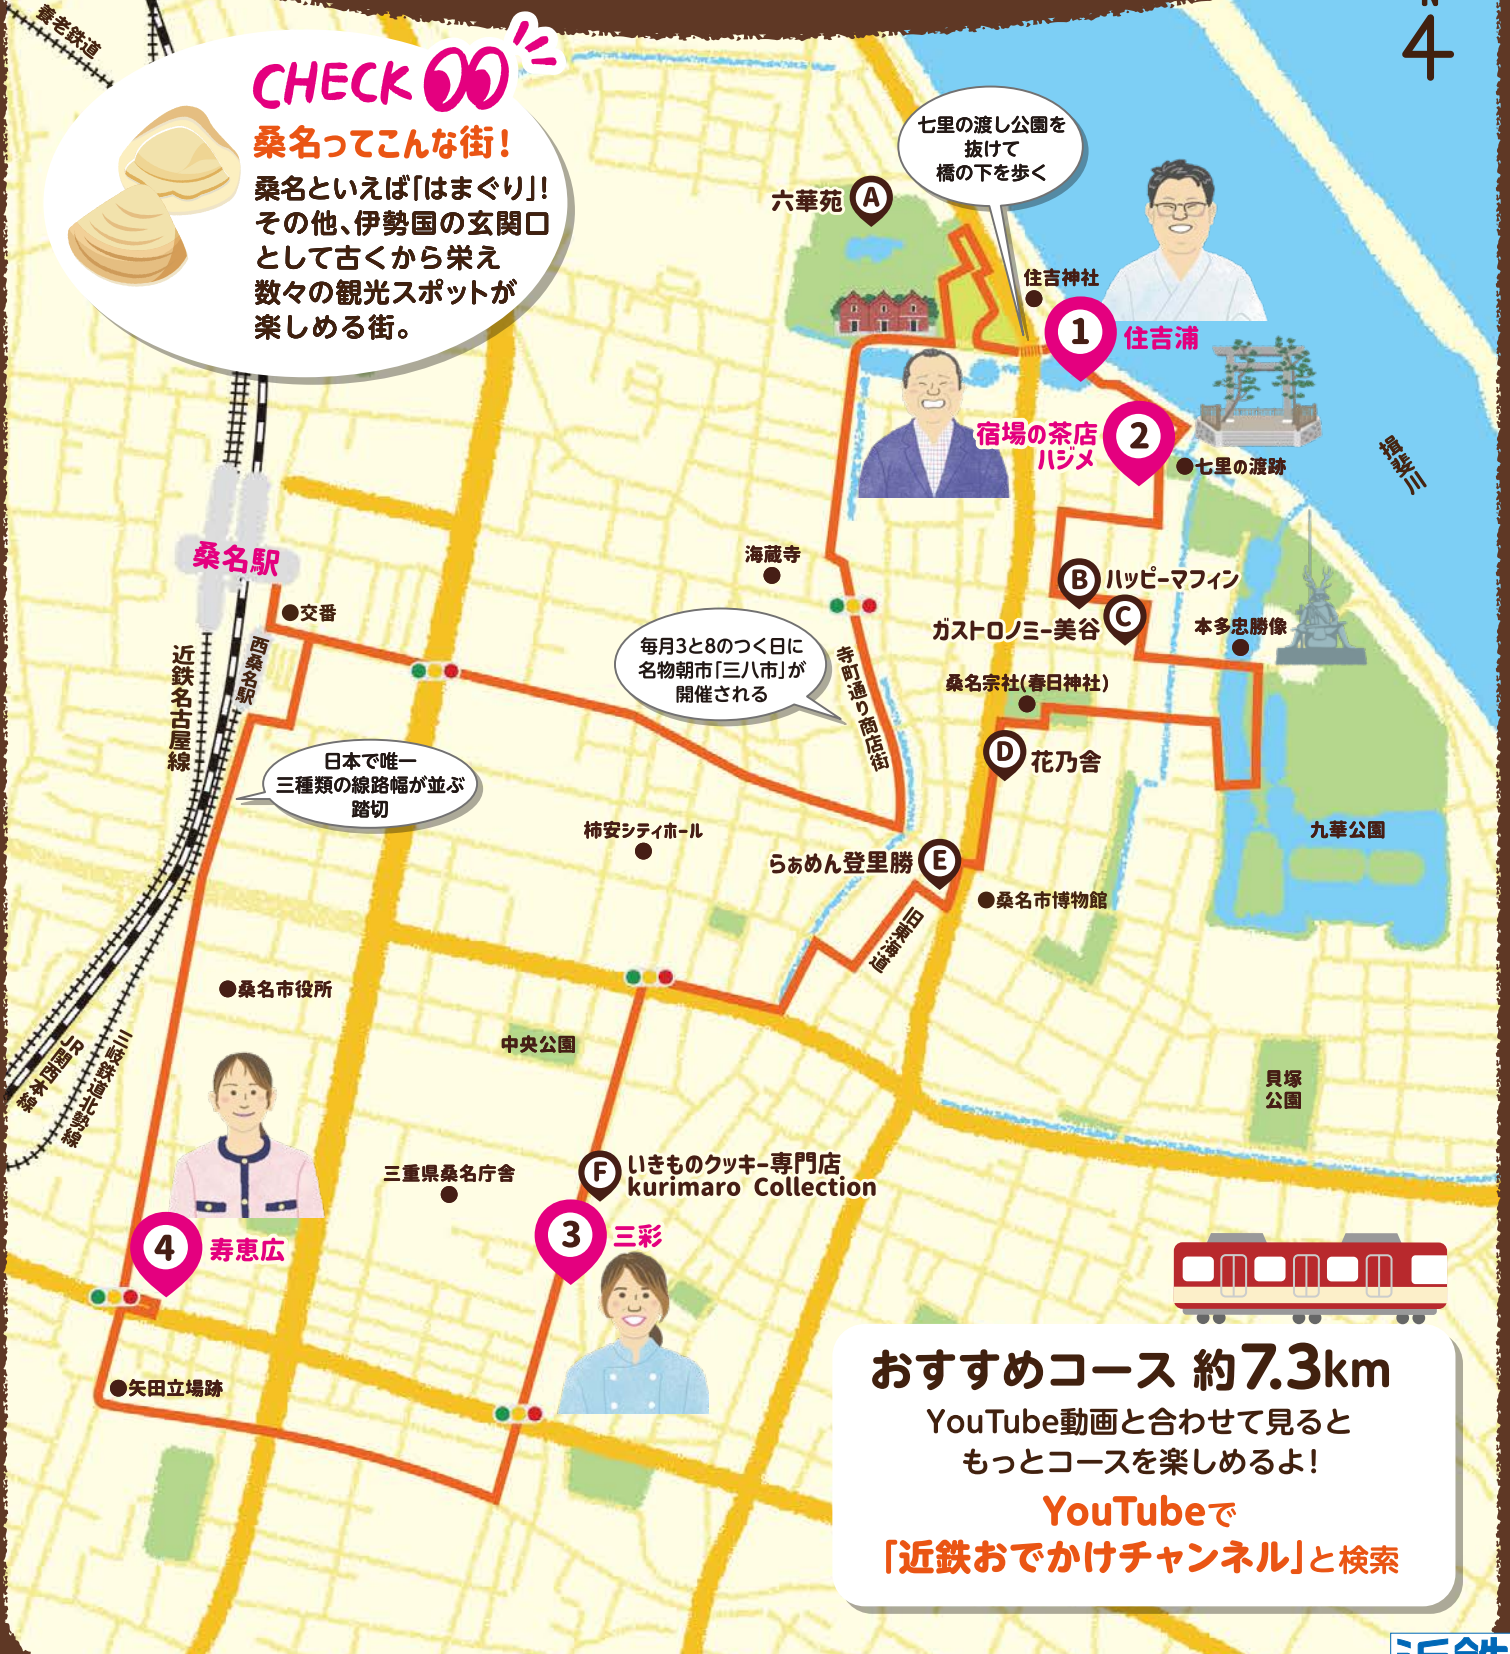 養老鉄道
CHECK
桑名ってこんな街!
桑名といえば「はまぐり」!
その他、伊勢国の玄関口
として古くから栄え
数々の観光スポットが
楽しめる街。
N
七里の渡し公園を
抜けて
橋の下を歩く
六華苑
A
住吉神社
1
住吉浦
宿場の茶店
ハジメ
2
七里の渡跡
揖斐川
桑名駅
交番
西桑名駅
近鉄名古屋線
海蔵寺
毎月3と8のつく日に
名物朝市「三八市」が
開催される
寺町通り商店街
B
ハッピーマフィン
ガストロノミー美谷
C
本多忠勝像
桑名宗社(春日神社)
D
花乃舎
日本で唯一
三種類の線路幅が並ぶ
踏切
柿安シティホール
らぁめん登里勝
E
九華公園
桑名市博物館
旧東海道
桑名市役所
JR関西本線
三岐鉄道北勢線
中央公園
貝塚
公園
三重県桑名庁舎
F
いきものクッキー専門店
kurimaro Collection
3
三彩
4
寿恵広
矢田立場跡
おすすめコース 約7.3km
YouTube動画と合わせて見ると
もっとコースを楽しめるよ!
YouTubeで
「近鉄おでかけチャンネル」と検索
近鉄